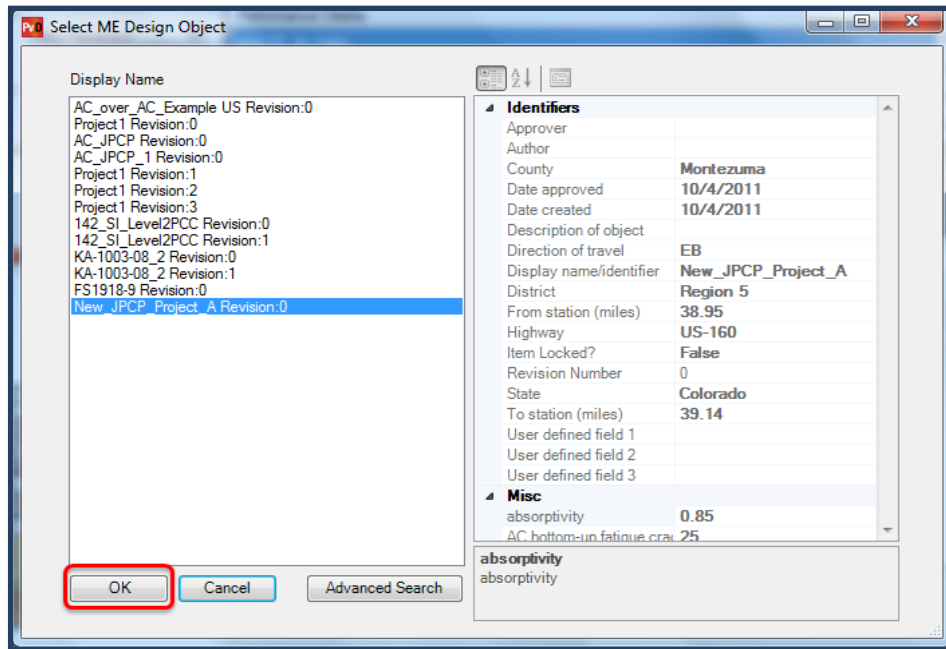 PvD Select ME Design Object
Display Name
AC_over_AC_Example US Revision:0
Project1 Revision:0
AC_JPCP Revision:0
AC_JPCP_1 Revision:0
Project1 Revision:1
Project1 Revision:2
Project1 Revision:3
142_SI_Level2PCC Revision:0
142_SI_Level2PCC Revision:1
KA-1003-08_2 Revision:0
KA-1003-08_2 Revision:1
FS1918-9 Revision:0
New_JPCP_Project_A Revision:0
OK Cancel Advanced Search
Identifiers
Approver
Author
County Montezuma
Date approved 10/4/2011
Date created 10/4/2011
Description of object
Direction of travel EB
Display name/identifier New_JPCP_Project_A
District Region 5
From station (miles) 38.95
Highway US-160
Item Locked? False
Revision Number 0
State Colorado
To station (miles) 39.14
User defined field 1
User defined field 2
User defined field 3
Misc
absorptivity 0.85
AC bottom-up fatigue crac 25
absorptivity
absorptivity